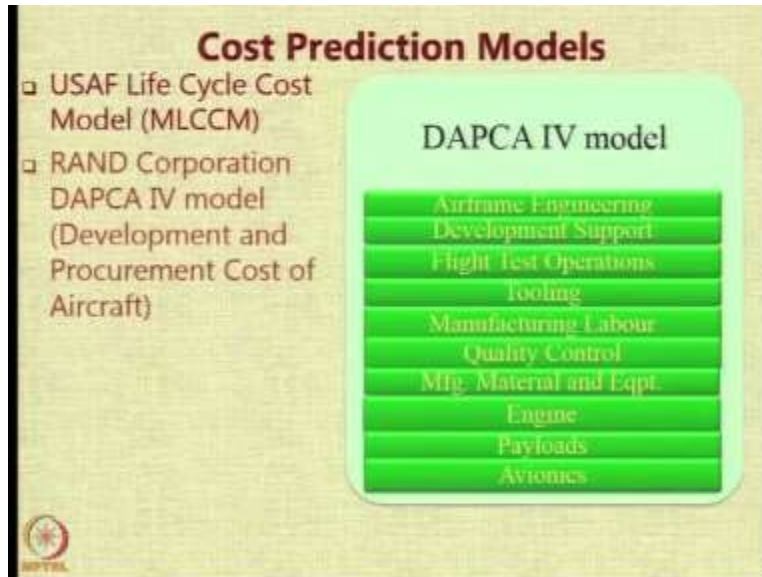 Cost Prediction Models
USAF Life Cycle Cost
Model (MLCCM)
RAND Corporation
DAPCA IV model
(Development and
Procurement Cost of
Aircraft)
DAPCA IV model
Airframe Engineering
Development Support
Flight Test Operations
Tooling
Manufacturing Labour
Quality Control
Mfg. Material and Eqpt.
Engine
Payloads
Avionics
NPTEL